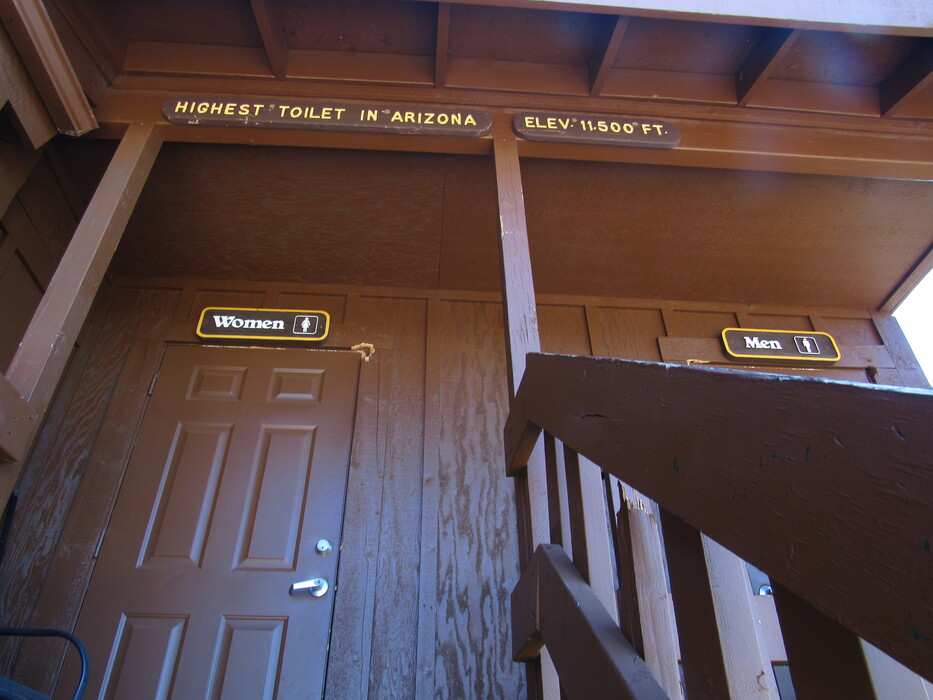 HIGHEST TOILET IN ARIZONA
ELEV. 11,500 FT.
Women
Men